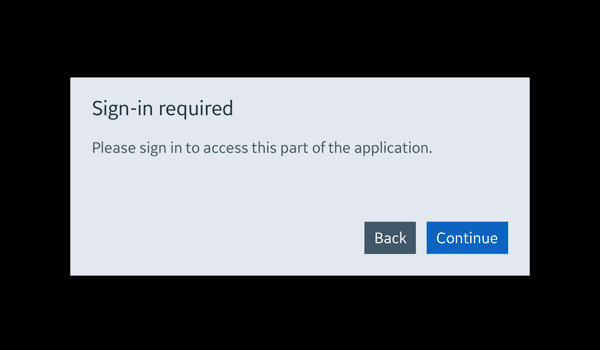 Sign-in required
Please sign in to access this part of the application.
Back Continue